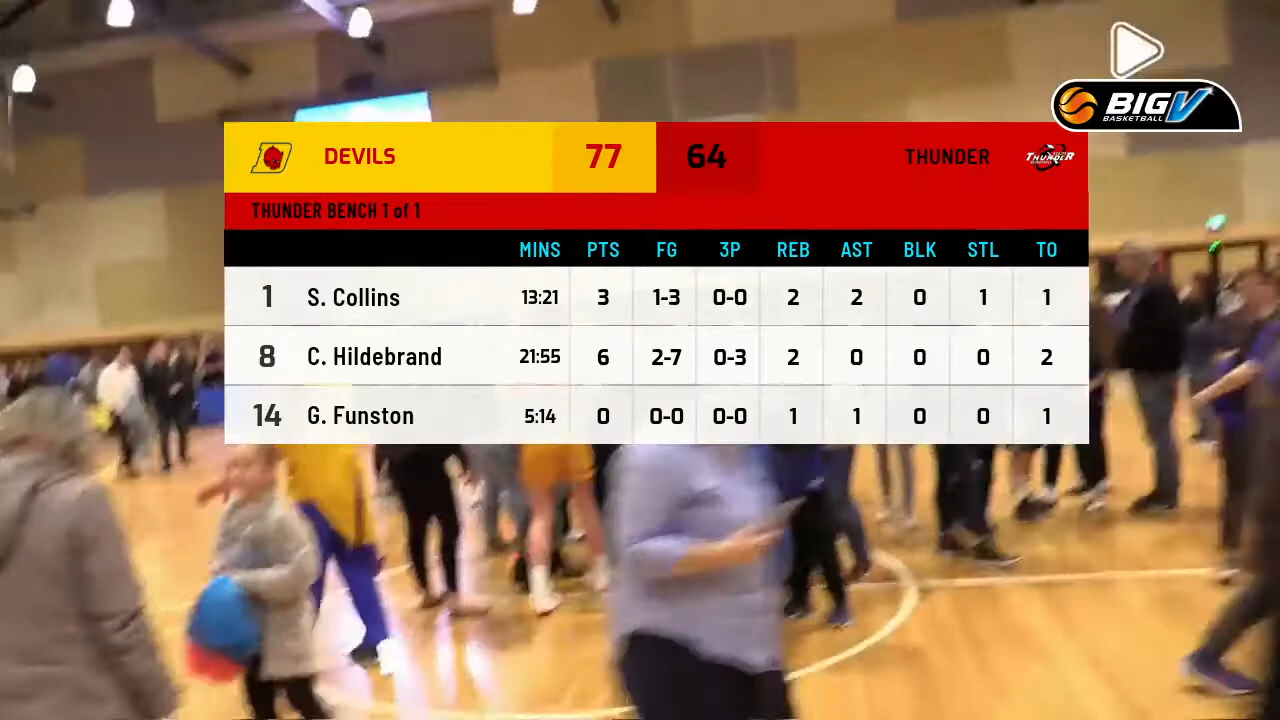 BIGV
BASKETBALL
DEVILS 77 64 THUNDER THUNDER
THUNDER BENCH 1 of 1
MINS PTS FG 3P REB AST BLK STL TO
1 S. Collins 13:21 3 1-3 0-0 2 2 0 1 1
8 C. Hildebrand 21:55 6 2-7 0-3 2 0 0 0 2
14 G. Funston 5:14 0 0-0 0-0 1 1 0 0 1